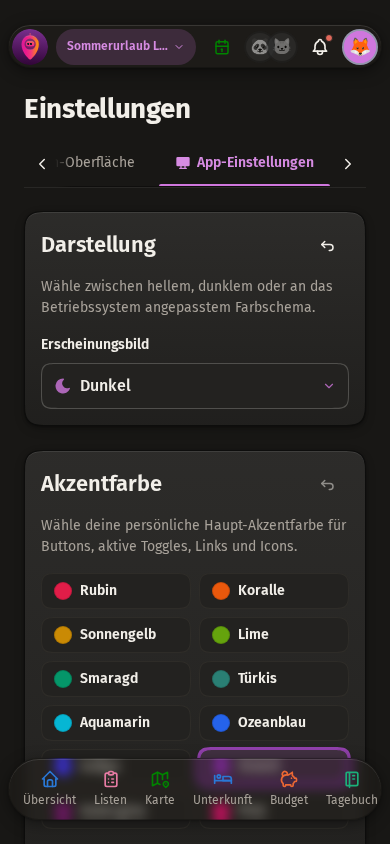 Sommerurlaub L...
Einstellungen
-Oberfläche
App-Einstellungen
Darstellung
Wähle zwischen hellem, dunklem oder an das
Betriebssystem angepasstem Farbschema.
Erscheinungsbild
Dunkel
Akzentfarbe
Wähle deine persönliche Haupt-Akzentfarbe für
Buttons, aktive Toggles, Links und Icons.
Rubin
Koralle
Sonnengelb
Lime
Smaragd
Türkis
Aquamarin
Ozeanblau
Übersicht
Listen
Karte
Unterkunft
Budget
Tagebuch